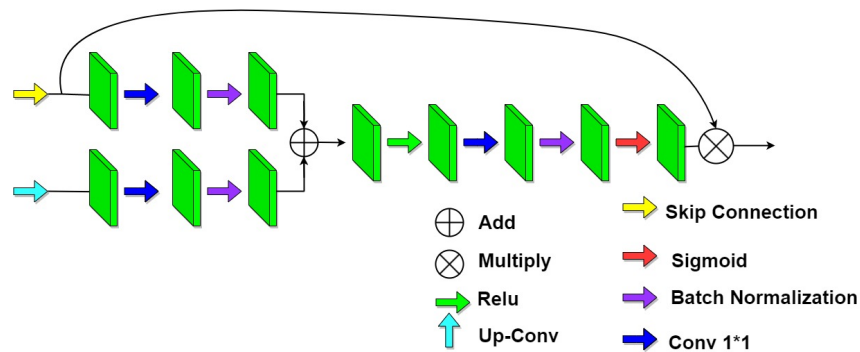 Add
Multiply
Relu
Up-Conv
Skip Connection
Sigmoid
Batch Normalization
Conv 1*1